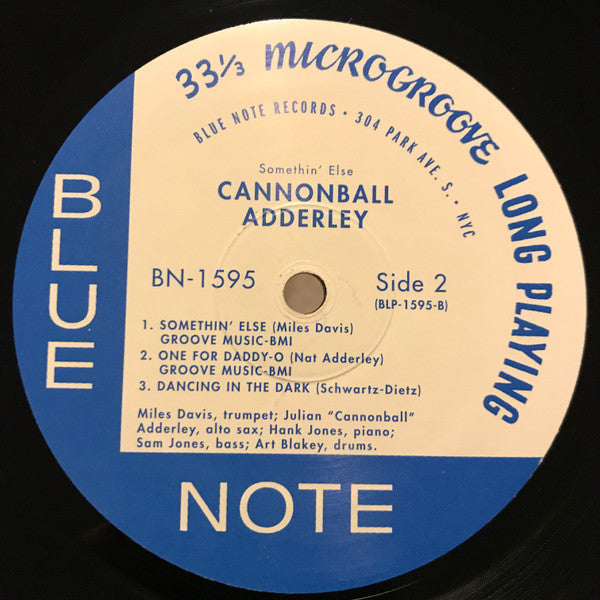 33⅓ MICROGROOVE LONG PLAYING
BLUE NOTE RECORDS • 304 PARK AVE. S. • NYC
Somethin' Else
CANNONBALL
ADDERLEY
BN-1595
Side 2
(BLP-1595-B)
1. SOMETHIN' ELSE (Miles Davis)
GROOVE MUSIC-BMI
2. ONE FOR DADDY-O (Nat Adderley)
GROOVE MUSIC-BMI
3. DANCING IN THE DARK (Schwartz-Dietz)
Miles Davis, trumpet; Julian "Cannonball"
Adderley, alto sax; Hank Jones, piano;
Sam Jones, bass; Art Blakey, drums.
BLUE
NOTE